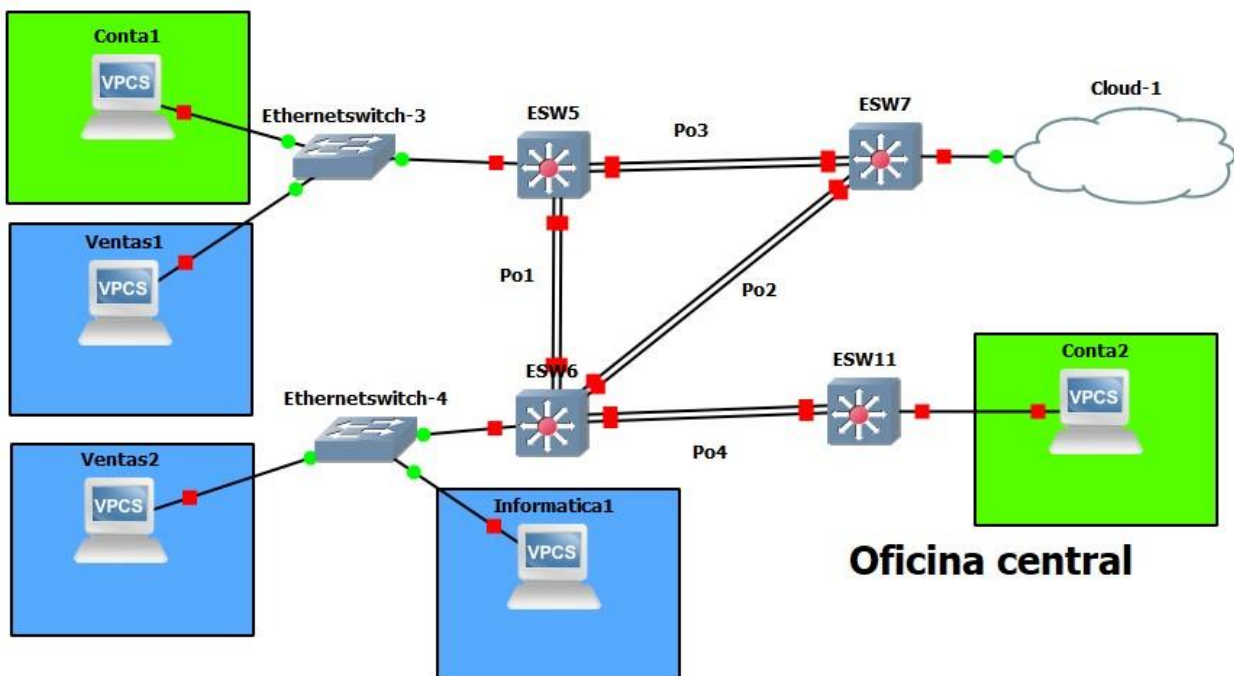 Conta1
VPCS
Ethernetswitch-3
ESW5
Po3
ESW7
Cloud-1
Ventas1
VPCS
Po1
Po2
ESW6
ESW11
Conta2
VPCS
Ethernetswitch-4
Po4
Ventas2
VPCS
Informatica1
VPCS
Oficina central